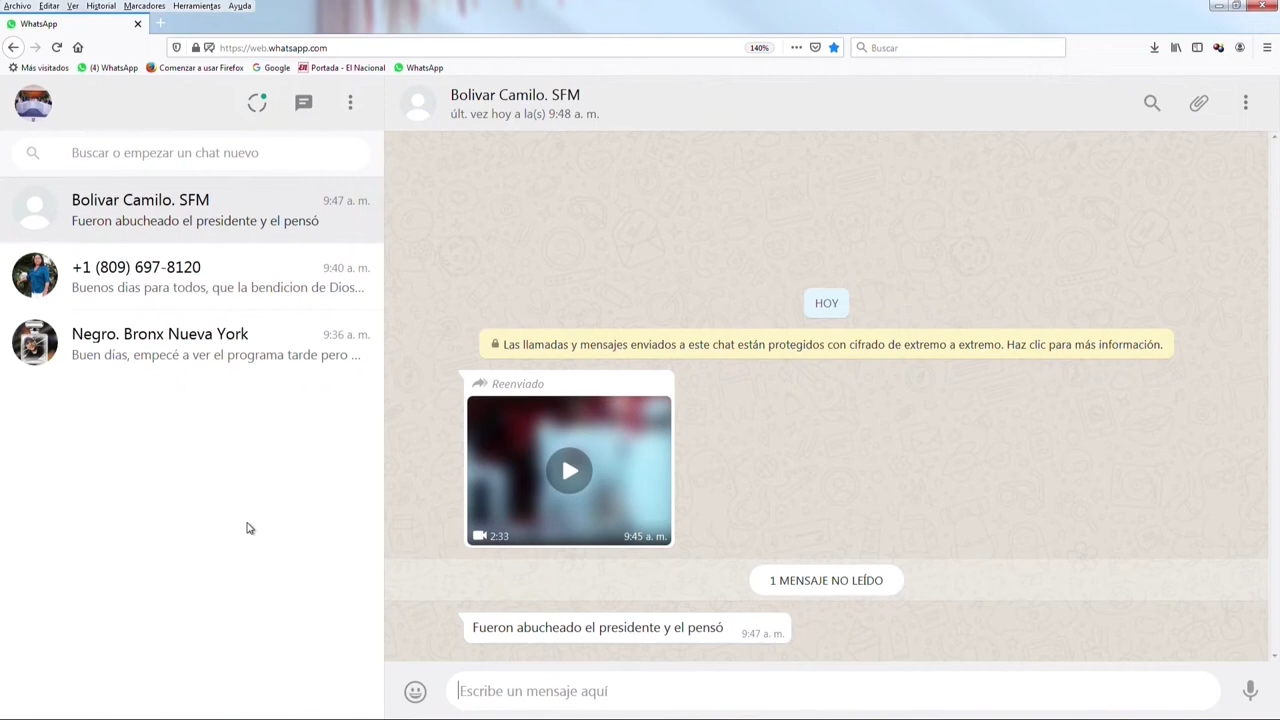 Archivo Editar Ver Historial Marcadores Herramientas Ayuda
WhatsApp
https://web.whatsapp.com
140%
Buscar
Más visitados (4) WhatsApp Comenzar a usar Firefox Google Portada - El Nacional WhatsApp
Bolivar Camilo. SFM
últ. vez hoy a la(s) 9:48 a. m.
Buscar o empezar un chat nuevo
Bolivar Camilo. SFM 9:47 a. m.
Fueron abucheado el presidente y el pensó
+1 (809) 697-8120 9:40 a. m.
Buenos dias para todos, que la bendicion de Dios...
Negro. Bronx Nueva York 9:36 a. m.
Buen días, empecé a ver el programa tarde pero ...
HOY
Las llamadas y mensajes enviados a este chat están protegidos con cifrado de extremo a extremo. Haz clic para más información.
Reenviado
2:33 9:45 a. m.
1 MENSAJE NO LEÍDO
Fueron abucheado el presidente y el pensó 9:47 a. m.
Escribe un mensaje aquí